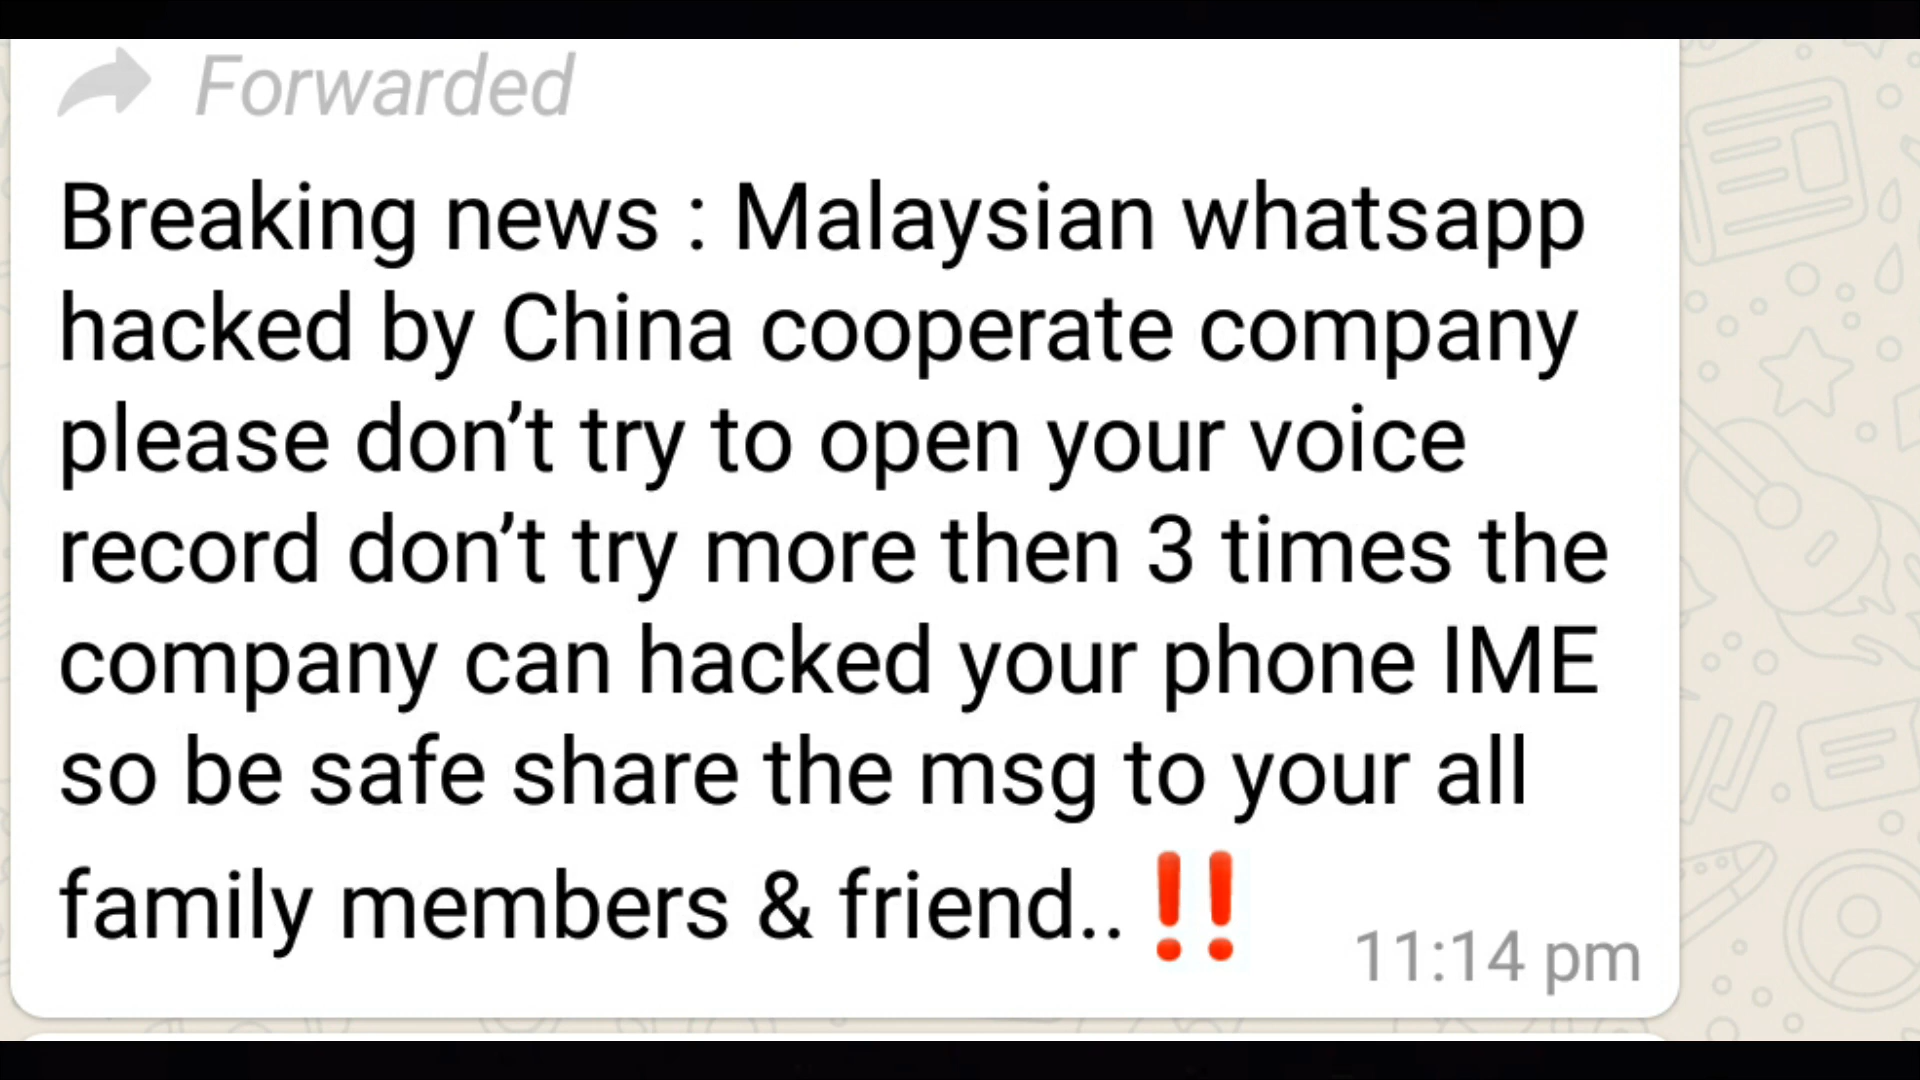 Forwarded
Breaking news : Malaysian whatsapp
hacked by China cooperate company
please don’t try to open your voice
record don’t try more then 3 times the
company can hacked your phone IME
so be safe share the msg to your all
family members & friend..‼️
11:14 pm